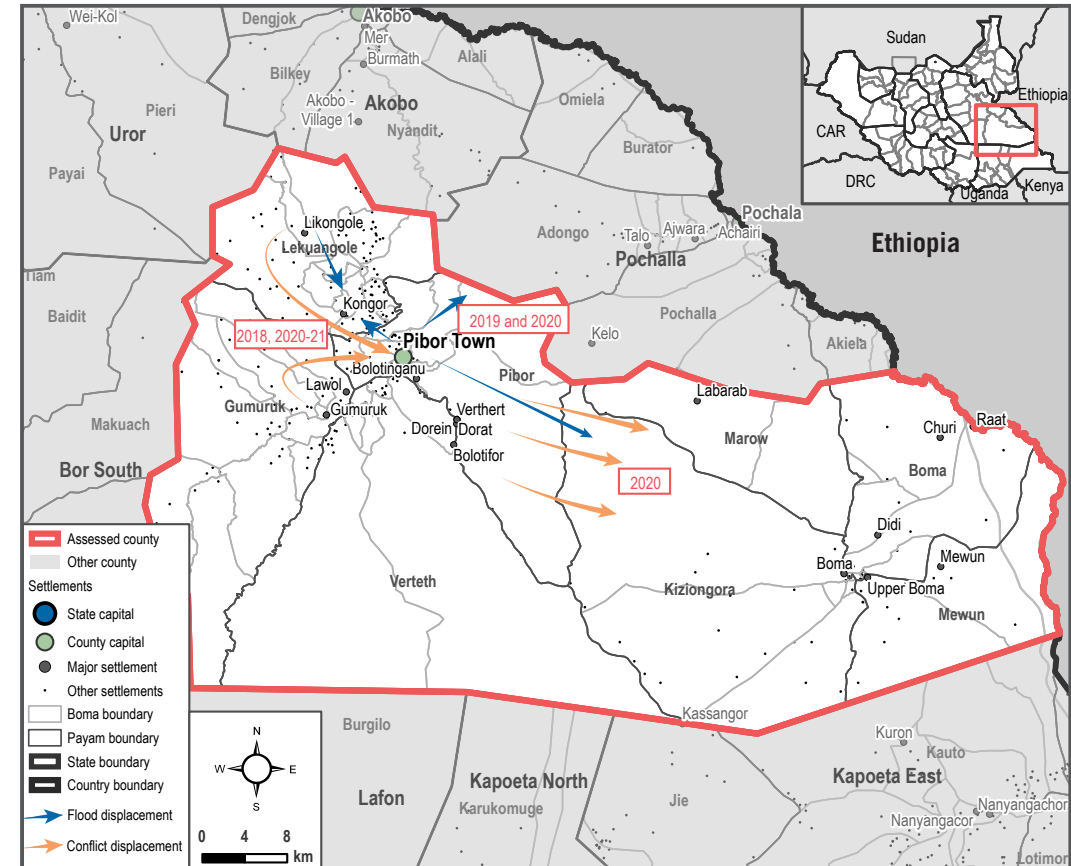 Wei-Kol
Dengjok
Akobo
Mer
Burmath
Alali
Bilkey
Pieri
Akobo -
Village 1
Akobo
Nyandit
Omiela
Uror
Burator
Payai
Sudan
Ethiopia
CAR
DRC
Uganda
Kenya
Likongole
Lekuangole
Adongo
Talo
Ajwara
Achairi
Pochala
Pochalla
Ethiopia
Baidit
Kongor
2018, 2020-21
2019 and 2020
Pibor Town
Pochalla
Kelo
Akiela
Bolotinganu
Pibor
Lawol
Gumuruk
Gumuruk
Makuach
Labarab
Verthert
Dorein
Dorat
Bolotifor
Marow
Churi
Raat
Boma
Bor South
2020
Didi
Boma
Mewun
Upper Boma
Kiziongora
Mewun
Verteth
Kassangor
Assessed county
Other county
Settlements
State capital
County capital
Major settlement
Other settlements
Boma boundary
Payam boundary
State boundary
Country boundary
Flood displacement
Conflict displacement
N
W
E
S
0 4 8
km
Burgilo
Lafon
Kapoeta North
Karukomuge
Jie
Kuron
Kauto
Kapoeta East
Nanyangachor
Nanyangacor
Lotimor